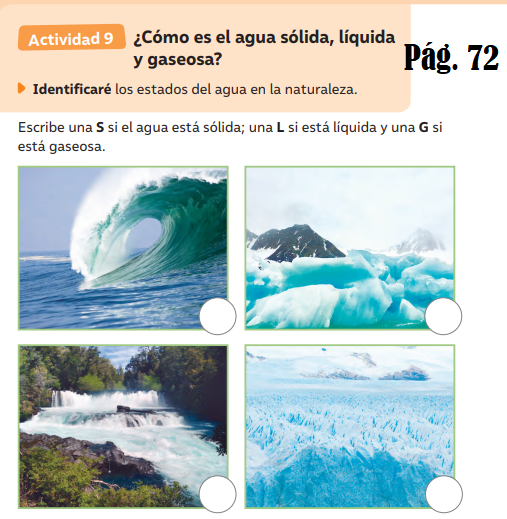 Actividad 9
¿Cómo es el agua sólida, líquida
y gaseosa?
Pág. 72
Identificaré los estados del agua en la naturaleza.
Escribe una S si el agua está sólida; una L si está líquida y una G si
está gaseosa.